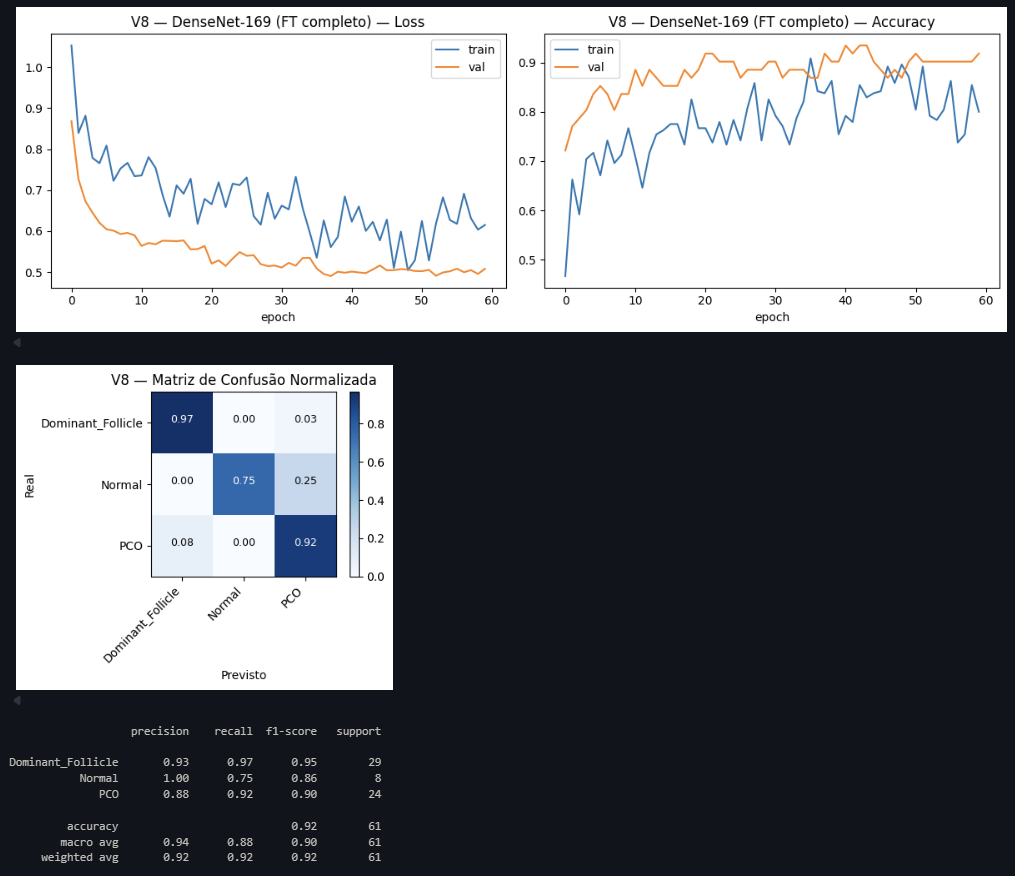 V8 — DenseNet-169 (FT completo) — Loss
1.0
0.9
0.8
0.7
0.6
0.5
train
val
0 10 20 30 40 50 60
epoch
V8 — DenseNet-169 (FT completo) — Accuracy
0.9
0.8
0.7
0.6
0.5
train
val
0 10 20 30 40 50 60
epoch
V8 — Matriz de Confusão Normalizada
Real
Dominant_Follicle 0.97 0.00 0.03
Normal 0.00 0.75 0.25
PCO 0.08 0.00 0.92
0.8
0.6
0.4
0.2
0.0
Dominant_Follicle
Normal
PCO
Previsto
precision recall f1-score support
Dominant_Follicle 0.93 0.97 0.95 29
Normal 1.00 0.75 0.86 8
PCO 0.88 0.92 0.90 24
accuracy 0.92 61
macro avg 0.94 0.88 0.90 61
weighted avg 0.92 0.92 0.92 61